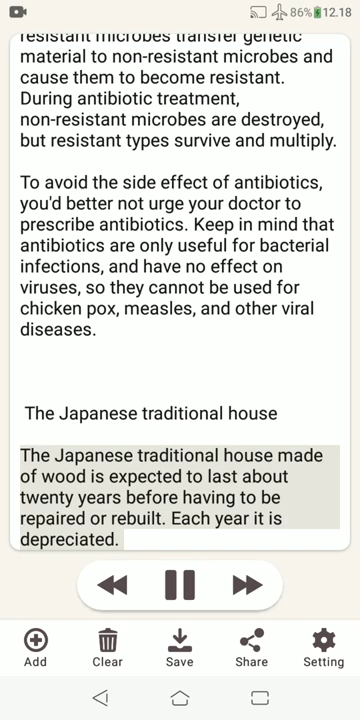 86% 12.18
resistant microbes transfer genetic
material to non-resistant microbes and
cause them to become resistant.
During antibiotic treatment,
non-resistant microbes are destroyed,
but resistant types survive and multiply.
To avoid the side effect of antibiotics,
you'd better not urge your doctor to
prescribe antibiotics. Keep in mind that
antibiotics are only useful for bacterial
infections, and have no effect on
viruses, so they cannot be used for
chicken pox, measles, and other viral
diseases.
The Japanese traditional house
The Japanese traditional house made
of wood is expected to last about
twenty years before having to be
repaired or rebuilt. Each year it is
depreciated.
Add Clear Save Share Setting